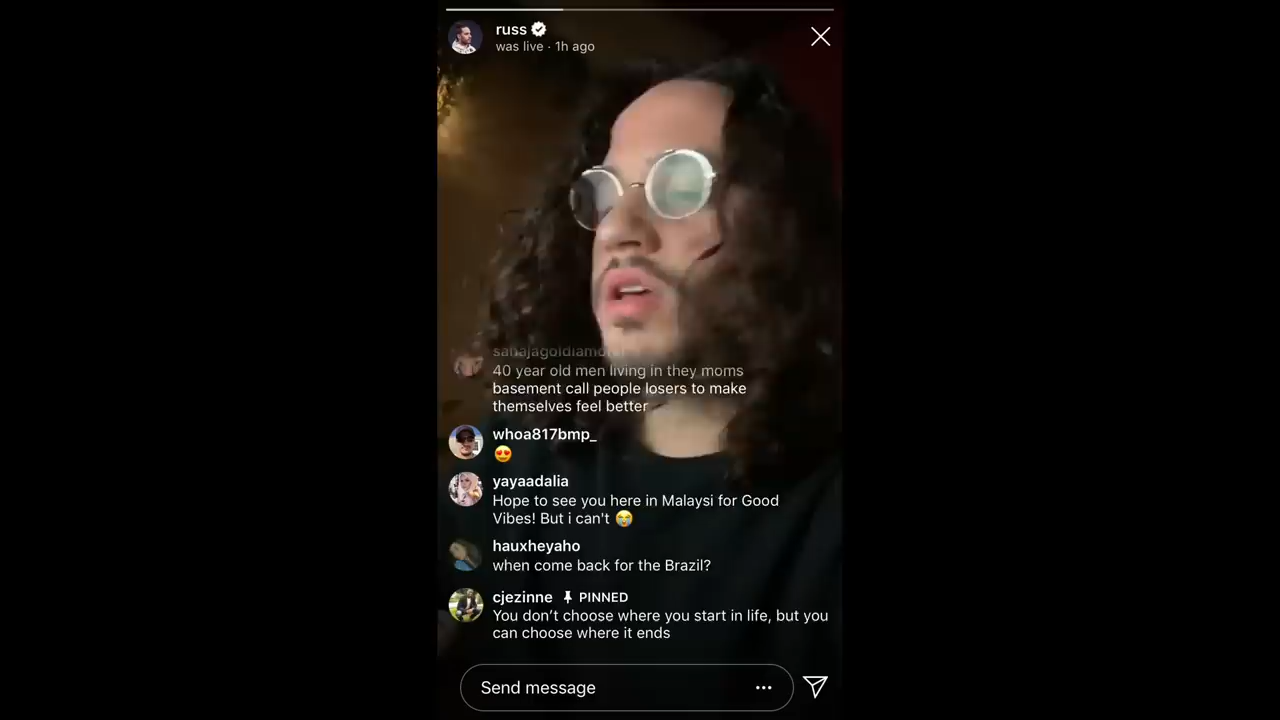 russ
was live · 1h ago
sahajagoldiamor
40 year old men living in they moms
basement call people losers to make
themselves feel better
whoa817bmp_
😍
yayaadalia
Hope to see you here in Malaysi for Good
Vibes! But i can't 😭
hauxheyaho
when come back for the Brazil?
cjezinne PINNED
You don’t choose where you start in life, but you
can choose where it ends
Send message